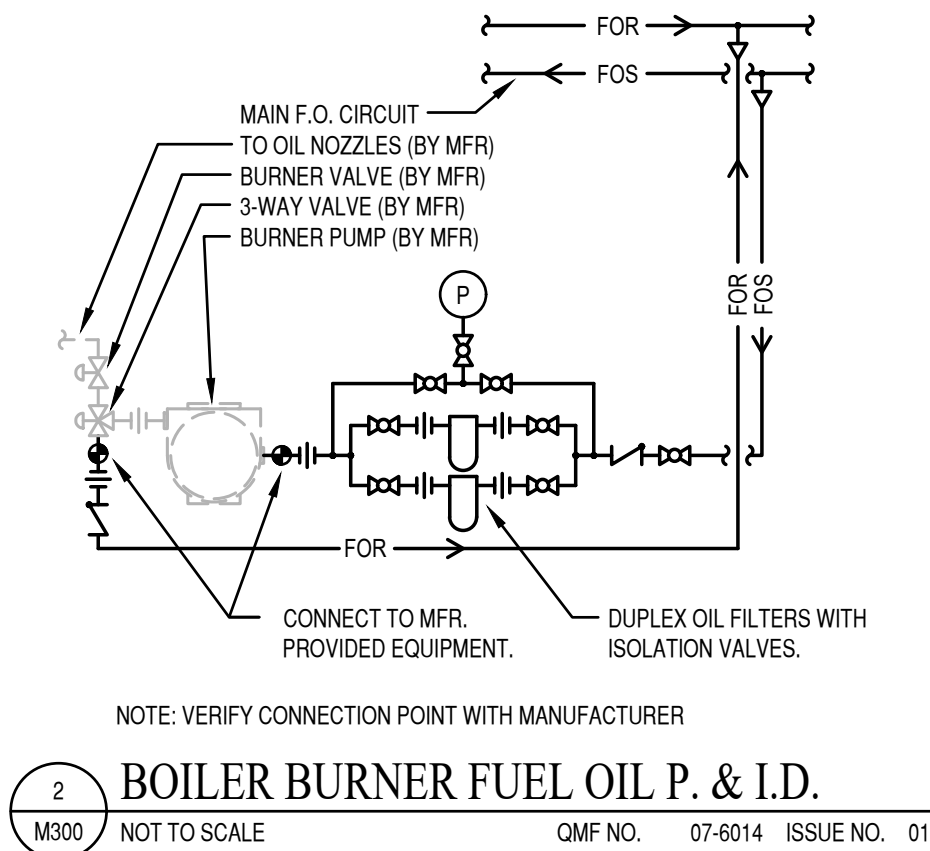 FOR
FOS
MAIN F.O. CIRCUIT
TO OIL NOZZLES (BY MFR)
BURNER VALVE (BY MFR)
3-WAY VALVE (BY MFR)
BURNER PUMP (BY MFR)
P
FOR
FOS
FOR
CONNECT TO MFR.
PROVIDED EQUIPMENT.
DUPLEX OIL FILTERS WITH
ISOLATION VALVES.
NOTE: VERIFY CONNECTION POINT WITH MANUFACTURER
2
M300
BOILER BURNER FUEL OIL P. & I.D.
NOT TO SCALE QMF NO. 07-6014 ISSUE NO. 01